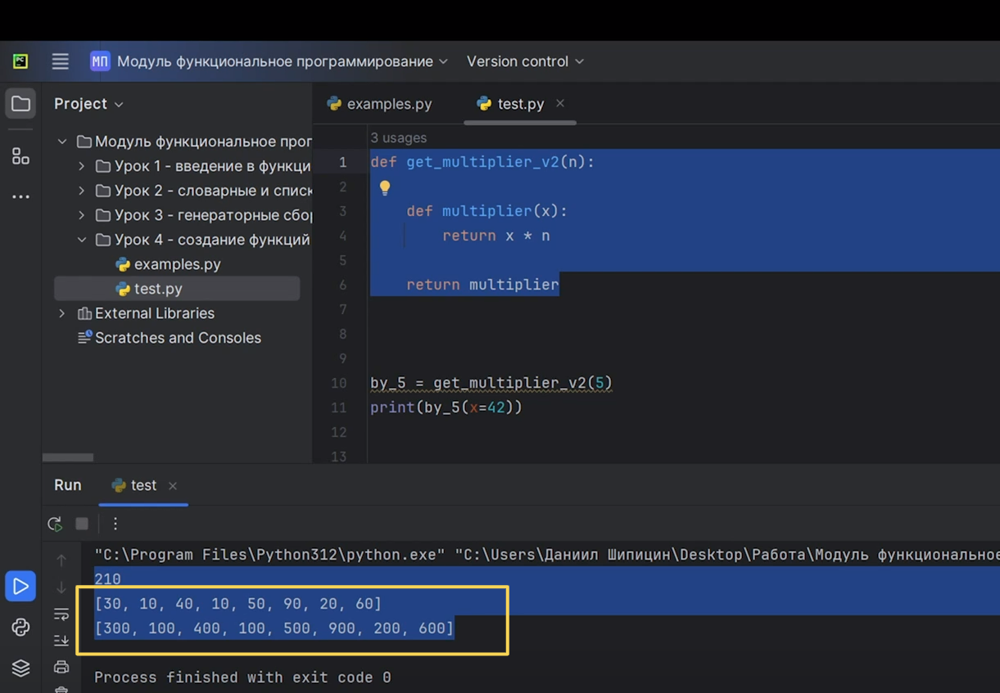 PC
МП Модуль функциональное программирование Version control
Project
examples.py
test.py
Модуль функциональное прог
Урок 1 - введение в функци
Урок 2 - словарные и списк
Урок 3 - генераторные сбор
Урок 4 - создание функций
examples.py
test.py
External Libraries
Scratches and Consoles
3 usages
1 def get_multiplier_v2(n):
2
3 def multiplier(x):
4 return x * n
5
6 return multiplier
7
8
9
10 by_5 = get_multiplier_v2(5)
11 print(by_5(x=42))
12
13
Run test
"C:\Program Files\Python312\python.exe" "C:\Users\Даниил Шипицин\Desktop\Работа\Модуль функциональное
210
[30, 10, 40, 10, 50, 90, 20, 60]
[300, 100, 400, 100, 500, 900, 200, 600]
Process finished with exit code 0